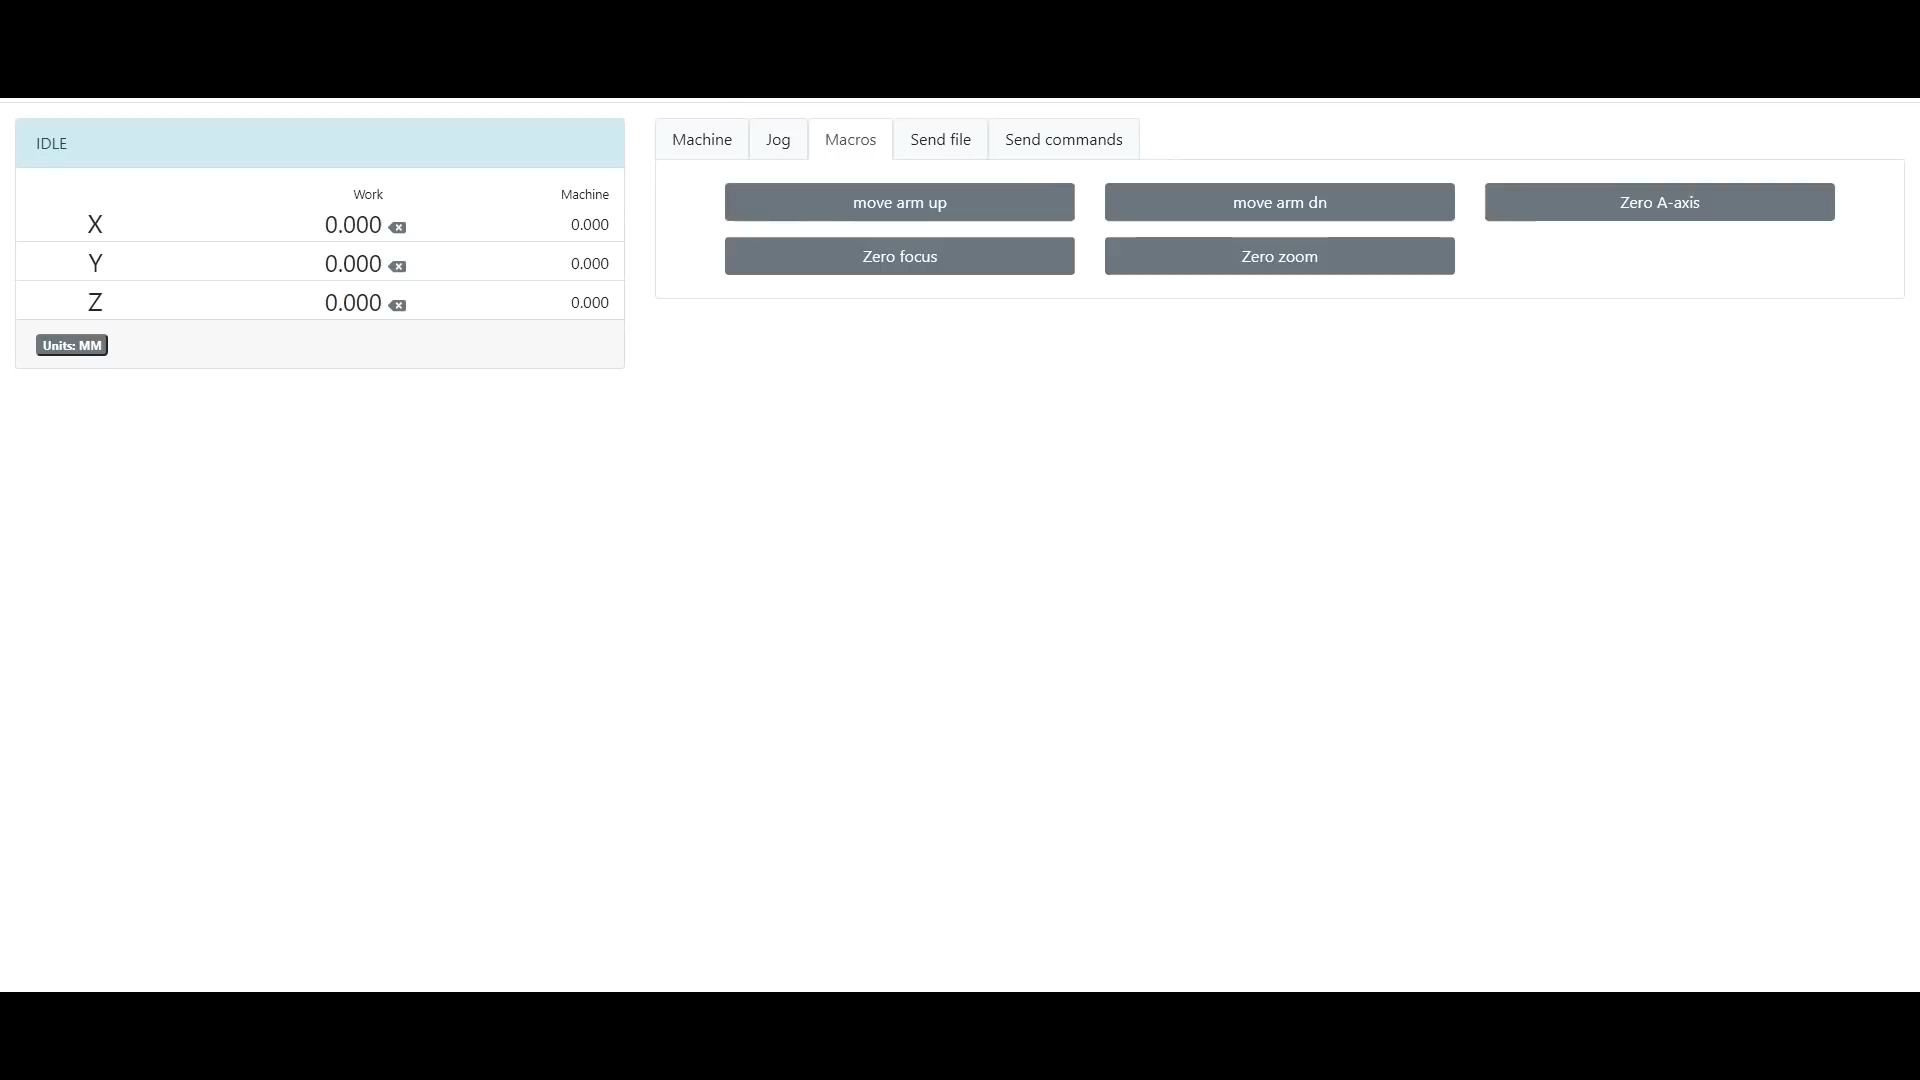 IDLE
Work Machine
X 0.000 0.000
Y 0.000 0.000
Z 0.000 0.000
Units: MM
Machine Jog Macros Send file Send commands
move arm up move arm dn Zero A-axis
Zero focus Zero zoom